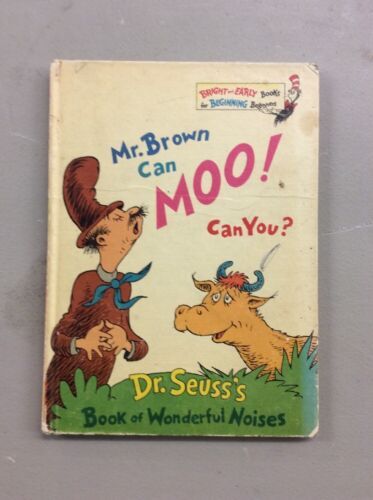 BRIGHT and EARLY Books
for BEGINNING Beginners
Mr. Brown
Can
MOO!
Can You?
Dr. Seuss's
Book of Wonderful Noises